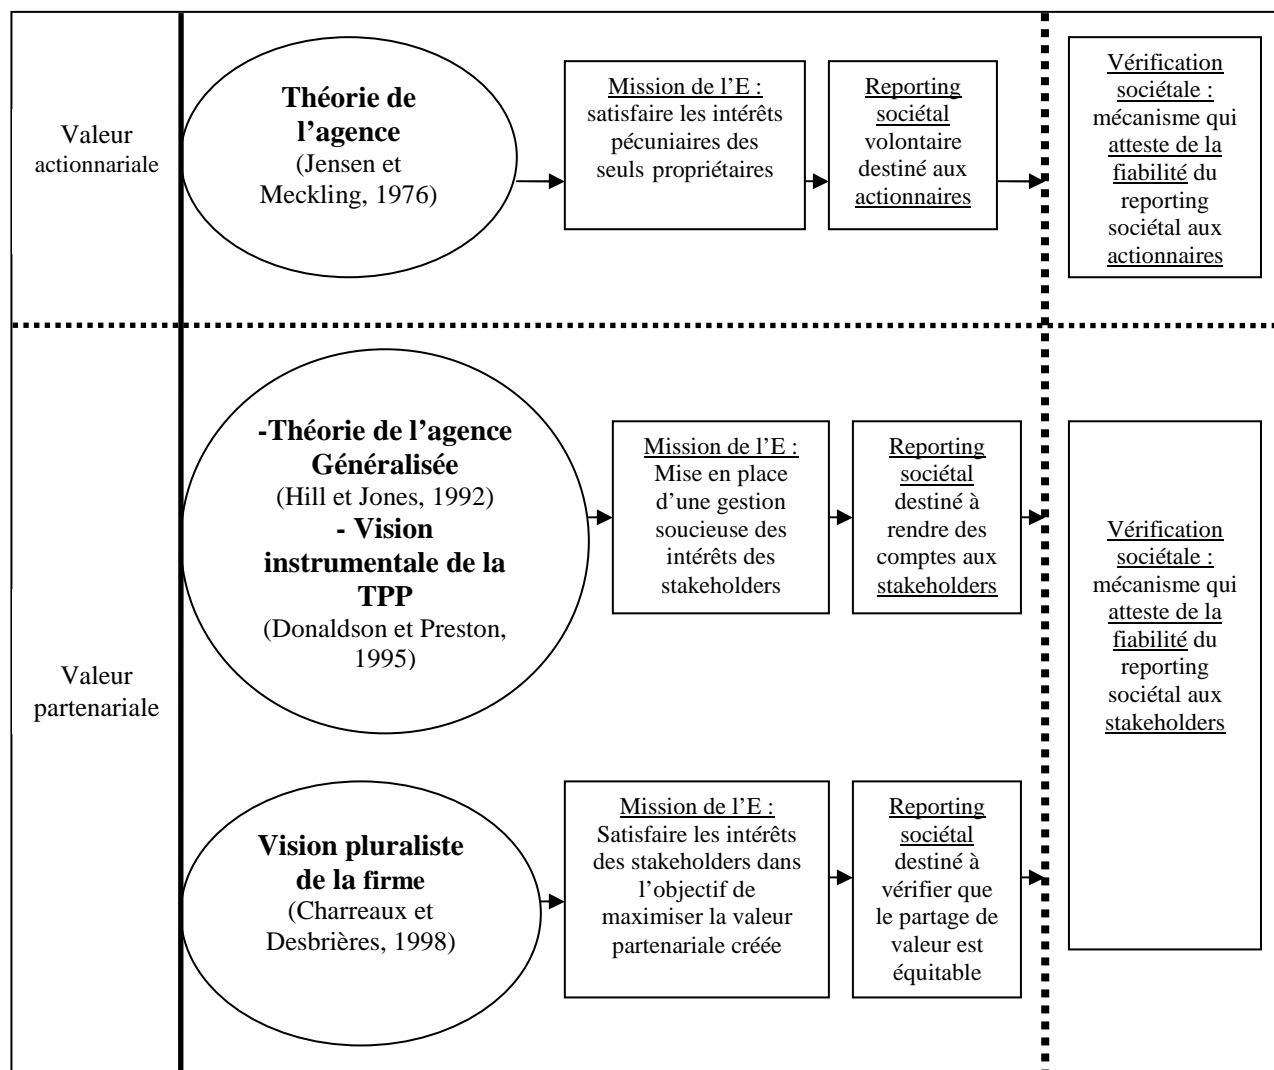 Valeur
actionnariale
Théorie de
l’agence
(Jensen et
Meckling, 1976)
Mission de l’E :
satisfaire les intérêts
pécuniaires des
seuls propriétaires
Reporting
sociétal
volontaire
destiné aux
actionnaires
Vérification
sociétale :
mécanisme qui
atteste de la
fiabilité du
reporting
sociétal aux
actionnaires
Valeur
partenariale
-Théorie de l’agence
Généralisée
(Hill et Jones, 1992)
- Vision
instrumentale de la
TPP
(Donaldson et Preston,
1995)
Mission de l’E :
Mise en place
d’une gestion
soucieuse des
intérêts des
stakeholders
Reporting
sociétal
destiné à
rendre des
comptes aux
stakeholders
Vérification
sociétale :
mécanisme qui
atteste de la
fiabilité du
reporting
sociétal aux
stakeholders
Vision pluraliste
de la firme
(Charreaux et
Desbrières, 1998)
Mission de l’E :
Satisfaire les intérêts
des stakeholders dans
l’objectif de
maximiser la valeur
partenariale créée
Reporting
sociétal
destiné à
vérifier que
le partage de
valeur est
équitable